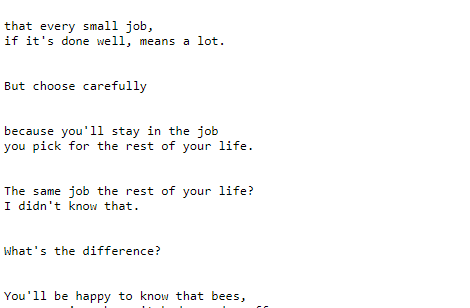 that every small job,
if it's done well, means a lot.
But choose carefully
because you'll stay in the job
you pick for the rest of your life.
The same job the rest of your life?
I didn't know that.
What's the difference?
You'll be happy to know that bees,